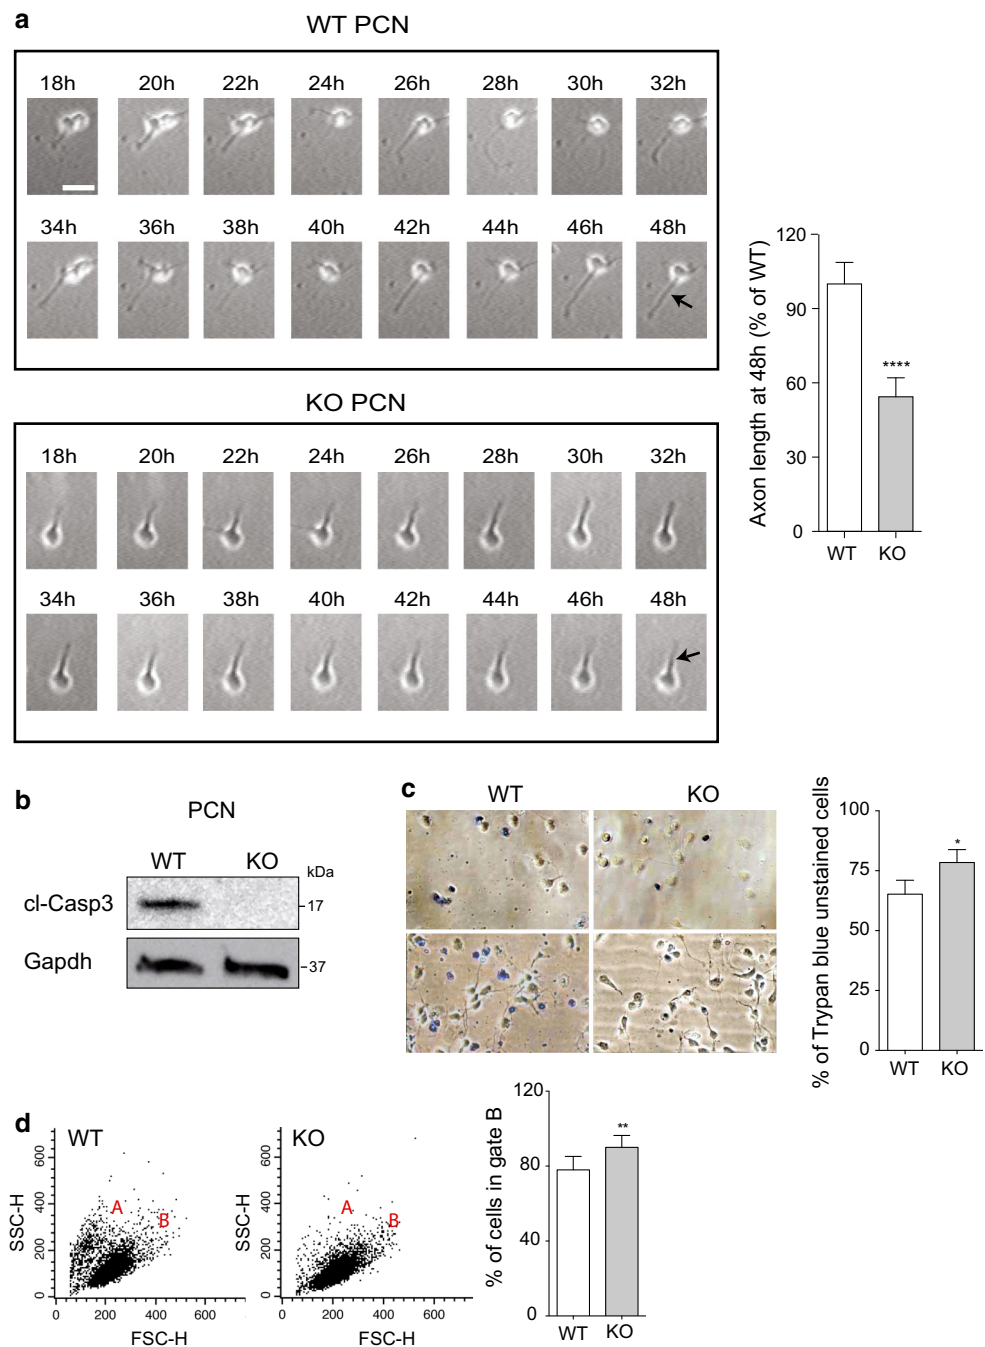 a
WT PCN
18h 20h 22h 24h 26h 28h 30h 32h
34h 36h 38h 40h 42h 44h 46h 48h
KO PCN
18h 20h 22h 24h 26h 28h 30h 32h
34h 36h 38h 40h 42h 44h 46h 48h
Axon length at 48h (% of WT)
120
90
60
30
0
****
WT KO
b
PCN
WT KO
kDa
cl-Casp3
17
Gapdh
37
c
WT KO
% of Trypan blue unstained cells
100
75
50
25
0
*
WT KO
d
WT
SSC-H
600
400
200
0
A B
0 200 400 600
FSC-H
KO
SSC-H
600
400
200
0
A B
0 200 400 600
FSC-H
% of cells in gate B
120
80
40
0
**
WT KO